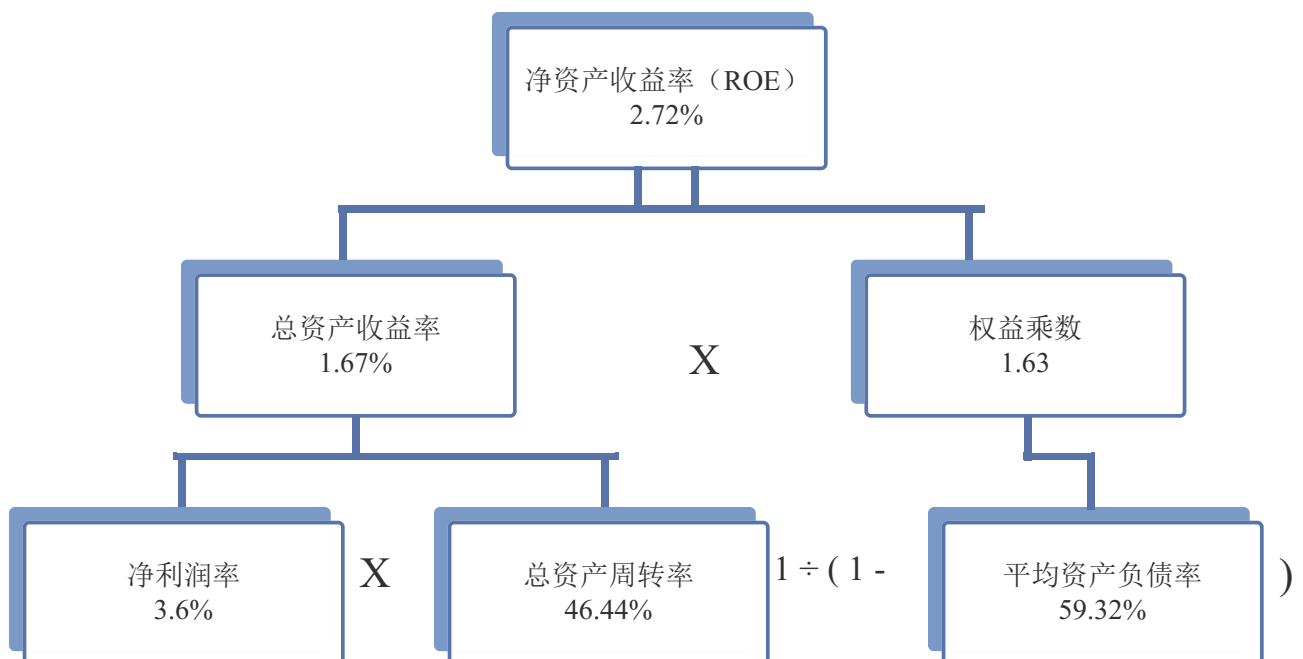 净资产收益率（ROE）
2.72%
总资产收益率
1.67%
X
权益乘数
1.63
净利润率
3.6%
X
总资产周转率
46.44%
1 ÷ ( 1 -
平均资产负债率
59.32%
)